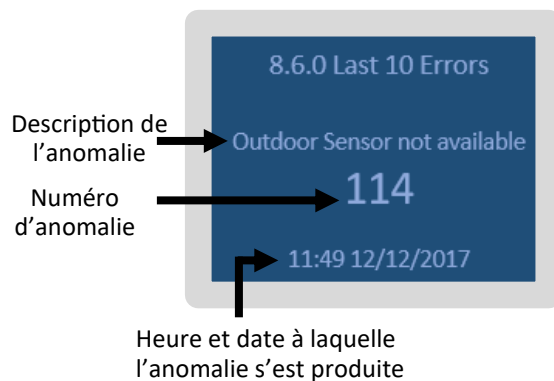 8.6.0 Last 10 Errors
Description de
l’anomalie
Outdoor Sensor not available
Numéro
d’anomalie
114
11:49 12/12/2017
Heure et date à laquelle
l’anomalie s’est produite